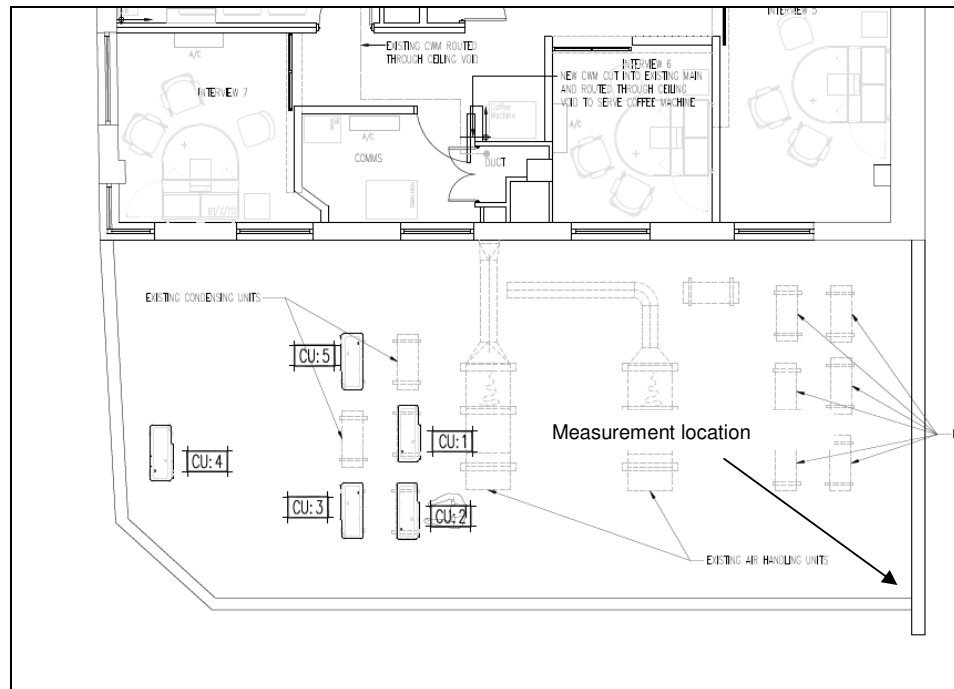 INTERVIEW 5
EXISTING CWM ROUTED
THROUGH CEILING VOID
A/C
INTERVIEW 7
INTERVIEW 6
NEW CWM CUT INTO EXISTING MAIN
AND ROUTED THROUGH CEILING
VOID TO SERVE COFFEE MACHINE
Coffee
Machine
A/C
A/C
COMMS
DUCT
EXISTING CONDENSING UNITS
CU:5
CU:1
Measurement location
CU:4
CU:3
CU:2
EXISTING AIR HANDLING UNITS